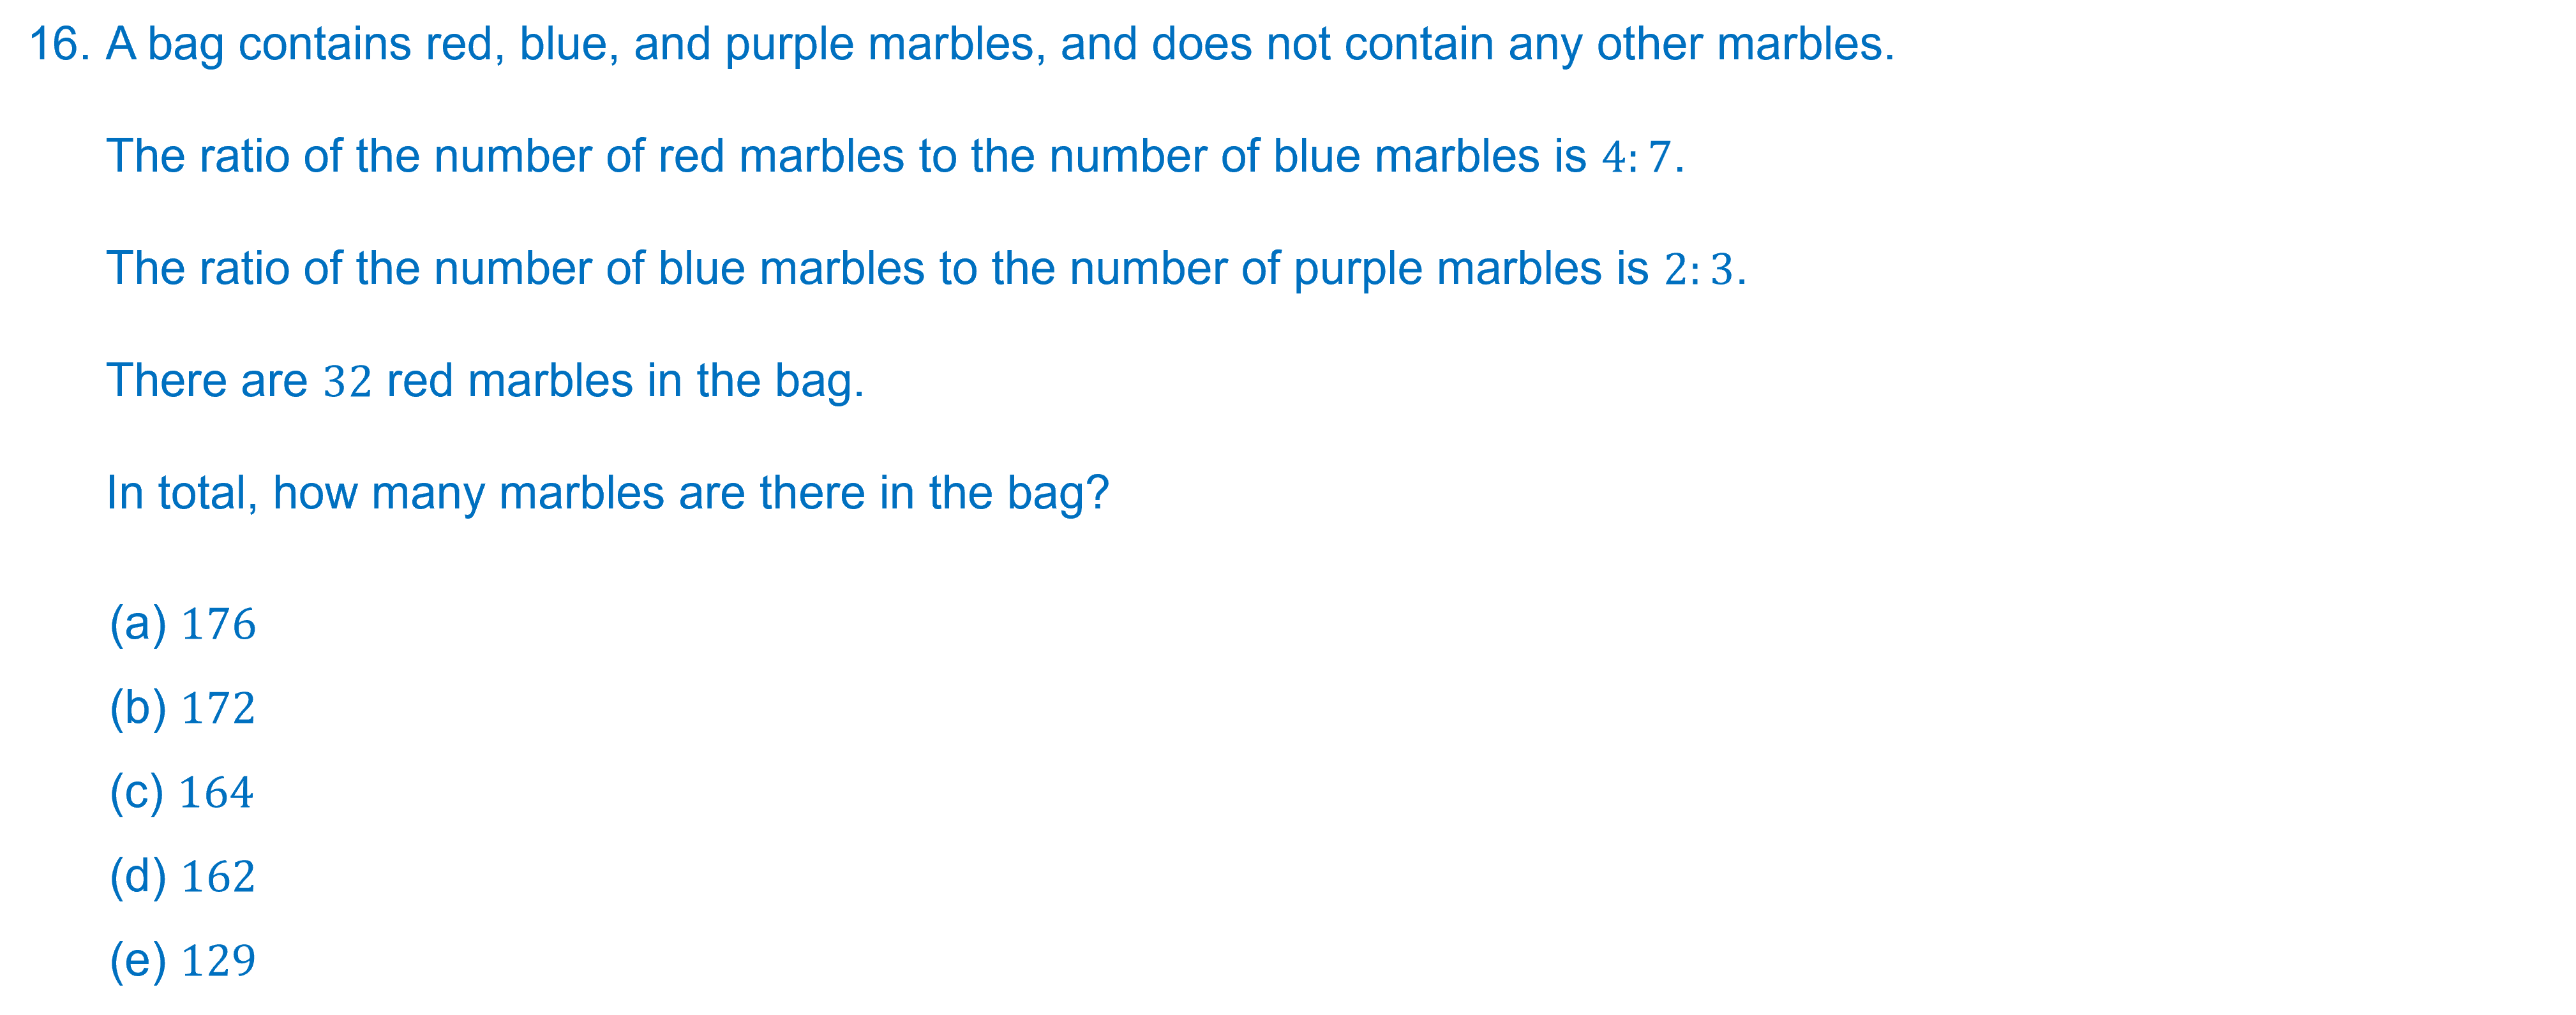 16. A bag contains red, blue, and purple marbles, and does not contain any other marbles.
The ratio of the number of red marbles to the number of blue marbles is 4: 7.
The ratio of the number of blue marbles to the number of purple marbles is 2: 3.
There are 32 red marbles in the bag.
In total, how many marbles are there in the bag?
(a) 176
(b) 172
(c) 164
(d) 162
(e) 129